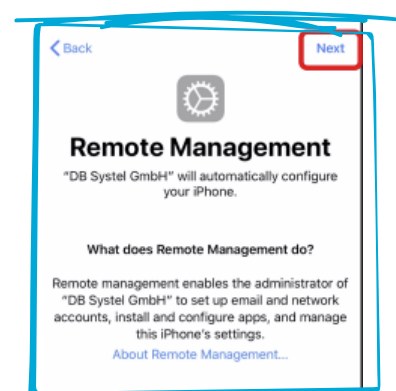 Back
Next
Remote Management
"DB Systel GmbH" will automatically configure
your iPhone.
What does Remote Management do?
Remote management enables the administrator of
"DB Systel GmbH" to set up email and network
accounts, install and configure apps, and manage
this iPhone's settings.
About Remote Management...